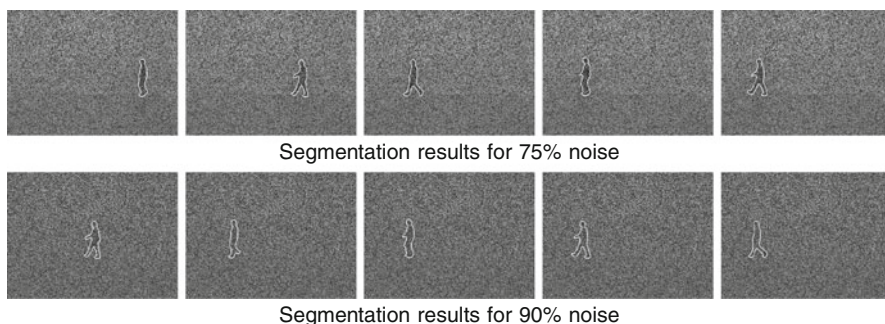 Segmentation results for 75% noise
Segmentation results for 90% noise